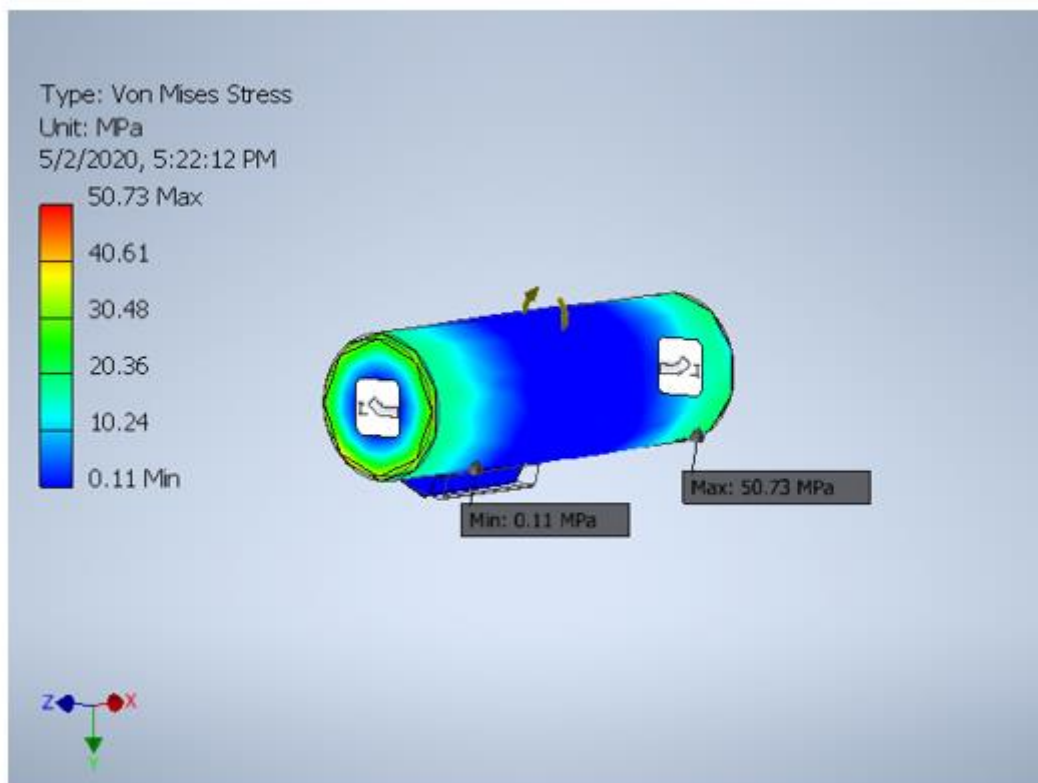 Type: Von Mises Stress
Unit: MPa
5/2/2020, 5:22:12 PM
50.73 Max
40.61
30.48
20.36
10.24
0.11 Min
Min: 0.11 MPa
Max: 50.73 MPa
Z
X
Y